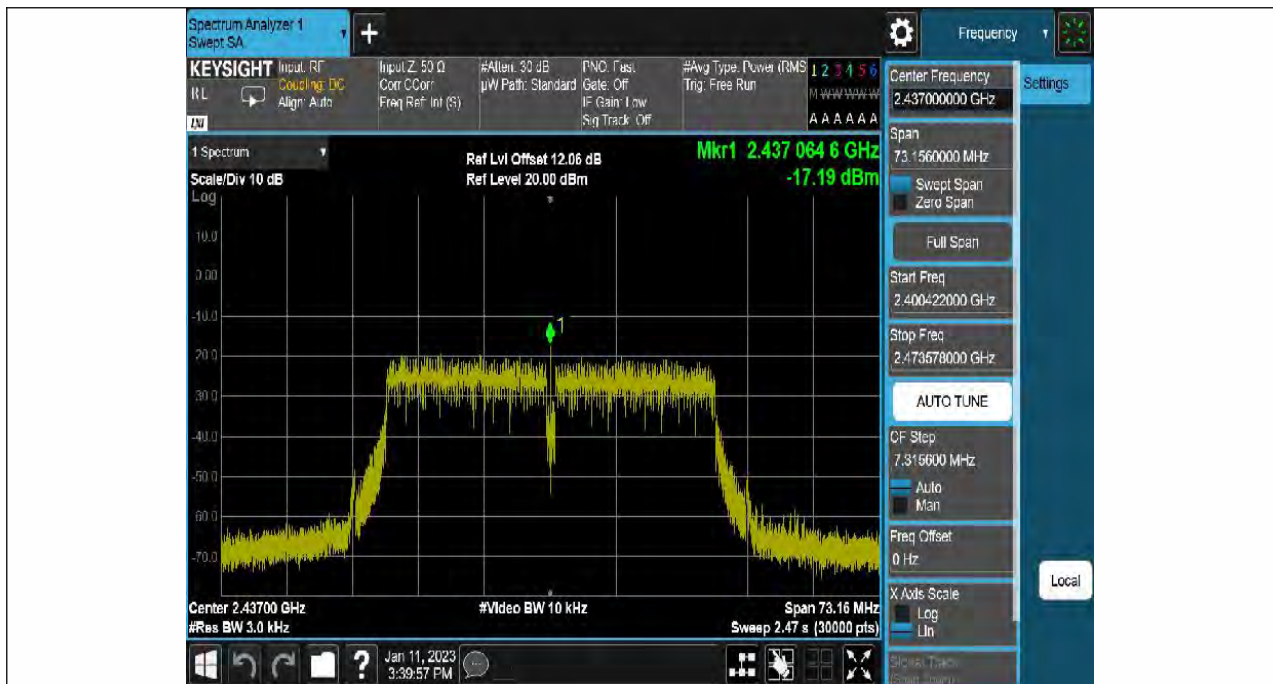 Spectrum Analyzer 1
Swept SA
+
Frequency
KEYSIGHT
RL
LXI
Input: RF
Coupling: DC
Align: Auto
Input Z: 50 Ω
Corr CCorr
Freq Ref: Int (S)
#Atten: 30 dB
µW Path: Standard
PNO: Fast
Gate: Off
IF Gain: Low
Sig Track: Off
#Avg Type: Power (RMS
Trig: Free Run
1 2 3 4 5 6
M W W W W W
A A A A A A
1 Spectrum
Scale/Div 10 dB
Log
Ref Lvl Offset 12.06 dB
Ref Level 20.00 dBm
Mkr1 2.437 064 6 GHz
-17.19 dBm
10.0
0.00
-10.0
-20.0
-30.0
-40.0
-50.0
-60.0
-70.0
1
Center 2.43700 GHz
#Res BW 3.0 kHz
#Video BW 10 kHz
Span 73.16 MHz
Sweep 2.47 s (30000 pts)
Center Frequency
2.437000000 GHz
Settings
Span
73.1560000 MHz
Swept Span
Zero Span
Full Span
Start Freq
2.400422000 GHz
Stop Freq
2.473578000 GHz
AUTO TUNE
CF Step
7.315600 MHz
Auto
Man
Freq Offset
0 Hz
X Axis Scale
Log
Lin
Signal Track
Local
?
Jan 11, 2023
3:39:57 PM